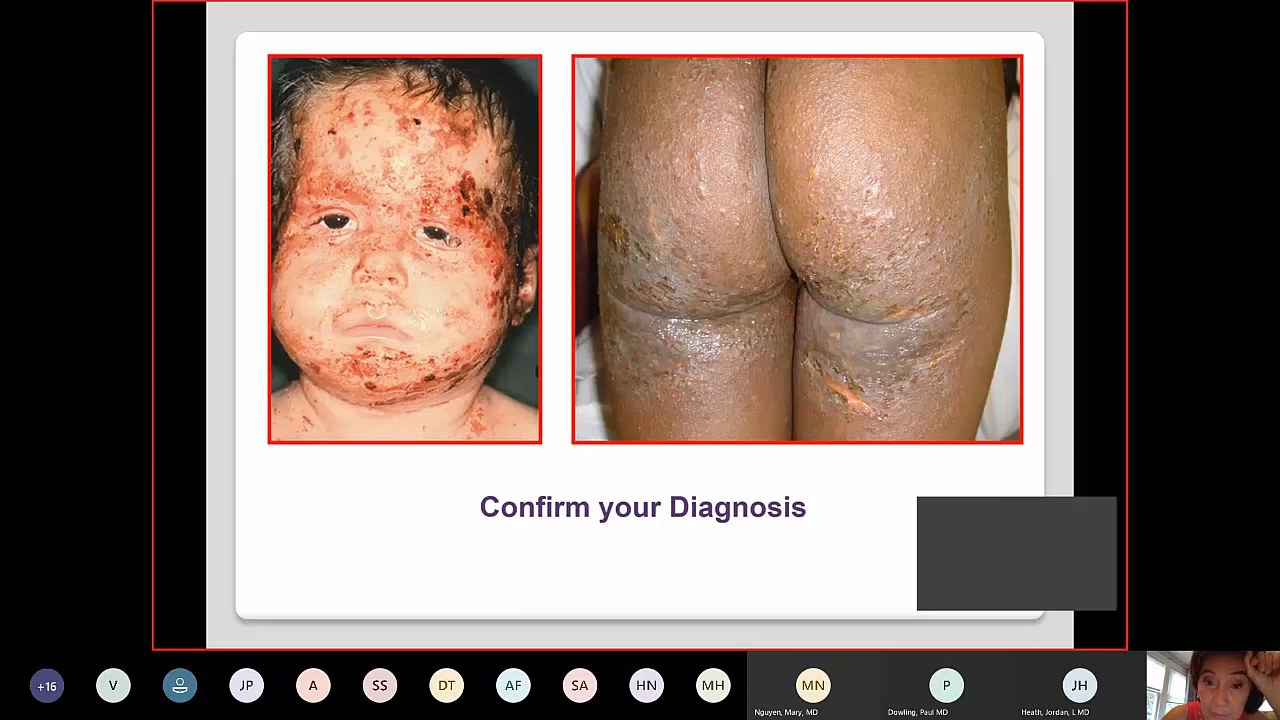 Confirm your Diagnosis
+16
V
JP
A
SS
DT
AF
SA
HN
MH
MN
P
JH
Nguyen, Mary, MD
Dowling, Paul MD
Heath, Jordan, L MD